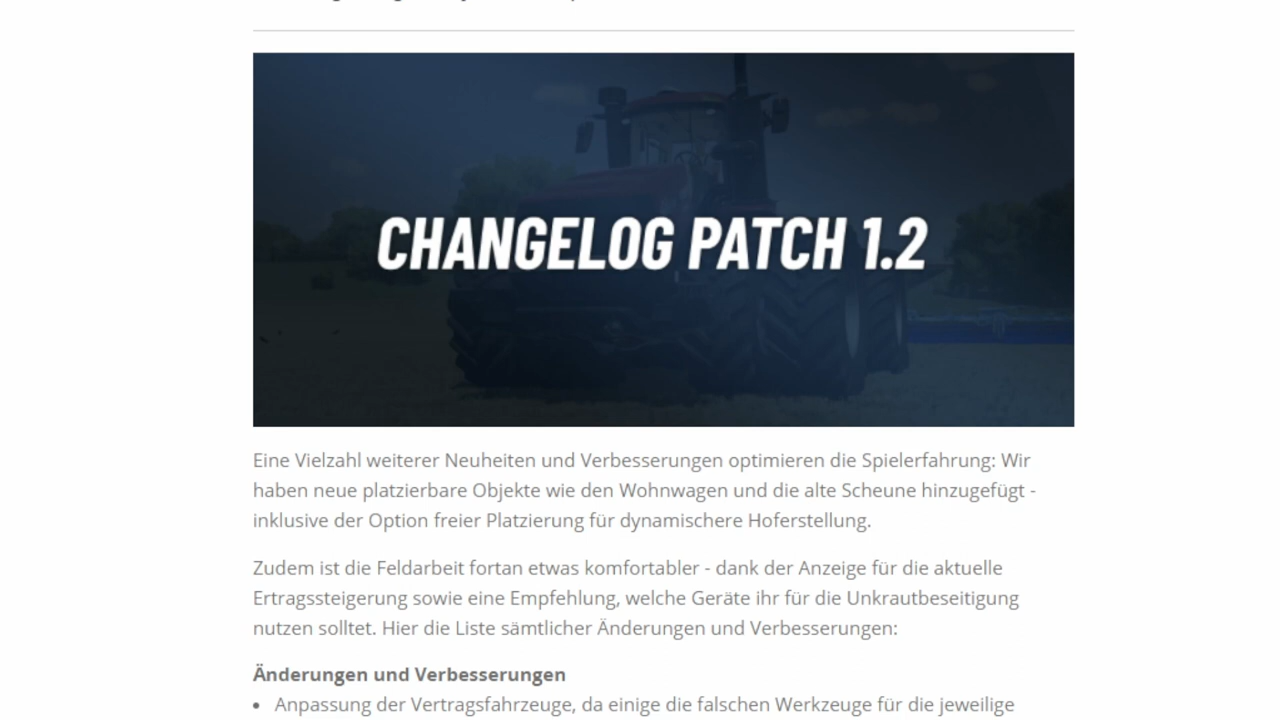 CHANGELOG PATCH 1.2
Eine Vielzahl weiterer Neuheiten und Verbesserungen optimieren die Spielerfahrung: Wir
haben neue platzierbare Objekte wie den Wohnwagen und die alte Scheune hinzugefügt -
inklusive der Option freier Platzierung für dynamischere Hoferstellung.
Zudem ist die Feldarbeit fortan etwas komfortabler - dank der Anzeige für die aktuelle
Ertragssteigerung sowie eine Empfehlung, welche Geräte ihr für die Unkrautbeseitigung
nutzen solltet. Hier die Liste sämtlicher Änderungen und Verbesserungen:
Änderungen und Verbesserungen
• Anpassung der Vertragsfahrzeuge, da einige die falschen Werkzeuge für die jeweilige